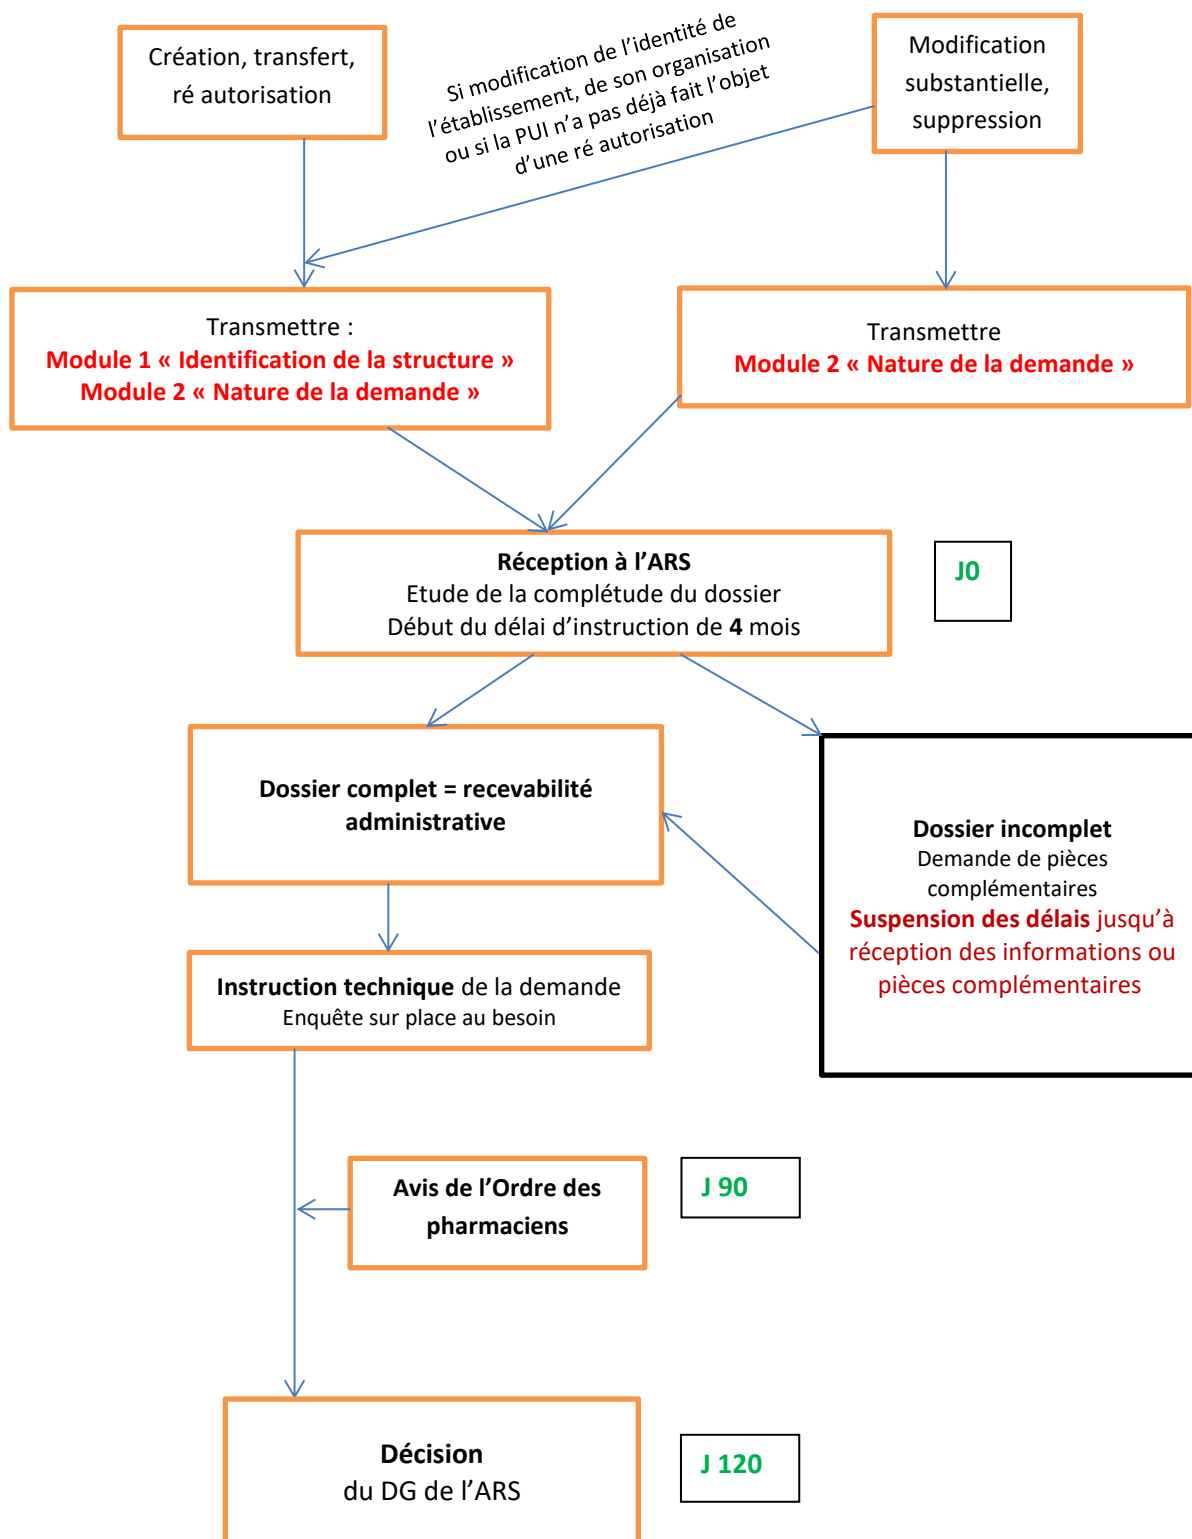 Création, transfert,
ré autorisation
Si modification de l’identité de
l’établissement, de son organisation
ou si la PUI n’a pas déjà fait l’objet
d’une ré autorisation
Modification
substantielle,
suppression
Transmettre :
Module 1 « Identification de la structure »
Module 2 « Nature de la demande »
Transmettre
Module 2 « Nature de la demande »
Réception à l’ARS
Etude de la complétude du dossier
Début du délai d’instruction de 4 mois
J0
Dossier complet = recevabilité
administrative
Dossier incomplet
Demande de pièces
complémentaires
Suspension des délais jusqu’à
réception des informations ou
pièces complémentaires
Instruction technique de la demande
Enquête sur place au besoin
Avis de l’Ordre des
pharmaciens
J 90
Décision
du DG de l’ARS
J 120